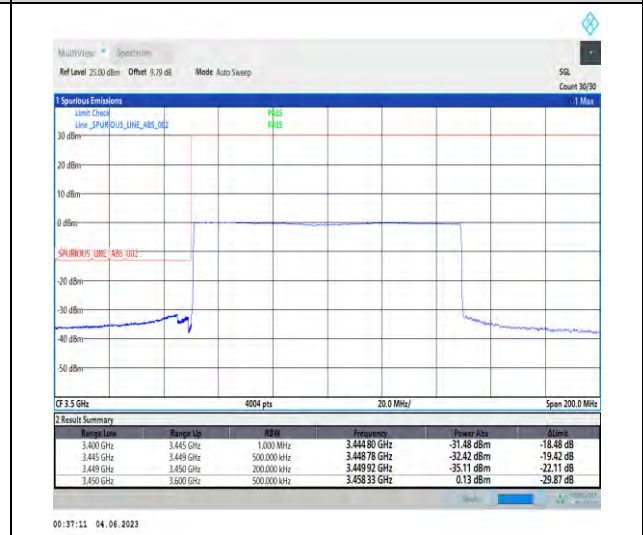 MultiView Spectrum
Ref Level 25.00 dBm Offset 9.79 dB Mode Auto Sweep SGL
Count 30/30
1 Spurious Emissions 1 Max
Limit Check PASS
Line _SPURIOUS_LINE_ABS_002 PASS
30 dBm
20 dBm
10 dBm
0 dBm
SPURIOUS_LINE_ABS_002
-20 dBm
-30 dBm
-40 dBm
-50 dBm
CF 3.5 GHz 4004 pts 20.0 MHz/ Span 200.0 MHz
2 Result Summary
Range Low Range Up RBW Frequency Power Abs ΔLimit
3.400 GHz 3.445 GHz 1.000 MHz 3.444 80 GHz -31.48 dBm -18.48 dB
3.445 GHz 3.449 GHz 500.000 kHz 3.448 78 GHz -32.42 dBm -19.42 dB
3.449 GHz 3.450 GHz 200.000 kHz 3.449 92 GHz -35.11 dBm -22.11 dB
3.450 GHz 3.600 GHz 500.000 kHz 3.458 33 GHz 0.13 dBm -29.87 dB
00:37:11 04.06.2023